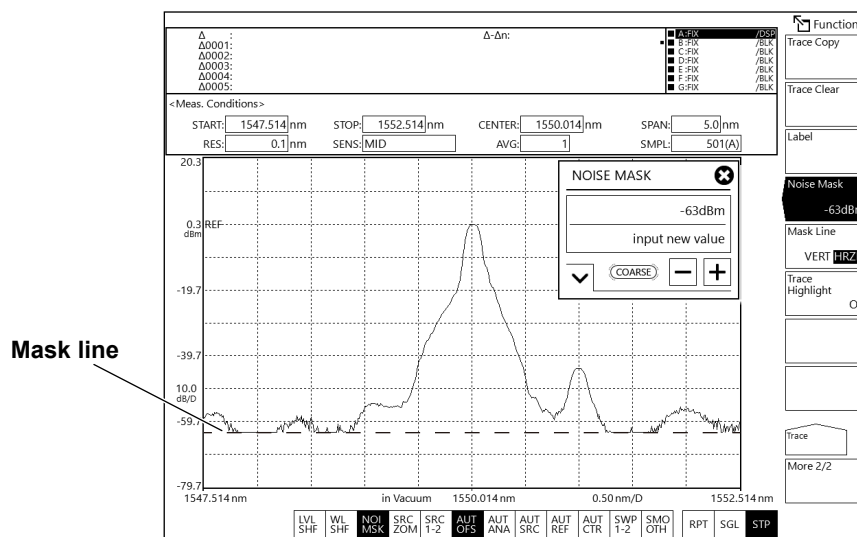 Function
Δ : Δ-Δn:
Δ0001:
Δ0002:
Δ0003:
Δ0004:
Δ0005:
A:FIX /DSP
B:FIX /BLK
C:FIX /BLK
D:FIX /BLK
E:FIX /BLK
F:FIX /BLK
G:FIX /BLK
<Meas. Conditions>
START: 1547.514 nm STOP: 1552.514 nm CENTER: 1550.014 nm SPAN: 5.0 nm
RES: 0.1 nm SENS: MID AVG: 1 SMPL: 501(A)
20.3
0.3 REF
dBm
-19.7
-39.7
10.0
dB/D
-59.7
-79.7
1547.514 nm in Vacuum 1550.014 nm 0.50 nm/D 1552.514 nm
NOISE MASK
-63dBm
input new value
COARSE
Mask line
Trace Copy
Trace Clear
Label
Noise Mask
-63dBm
Mask Line
VERT HRZ
Trace
Highlight
Trace
More 2/2
LVL SHF
WL SHF
NOI MSK
SRC ZOM
SRC 1-2
AUT OFS
AUT ANA
AUT SRC
AUT REF
AUT CTR
SWP 1-2
SMO OTH
RPT
SGL
STP